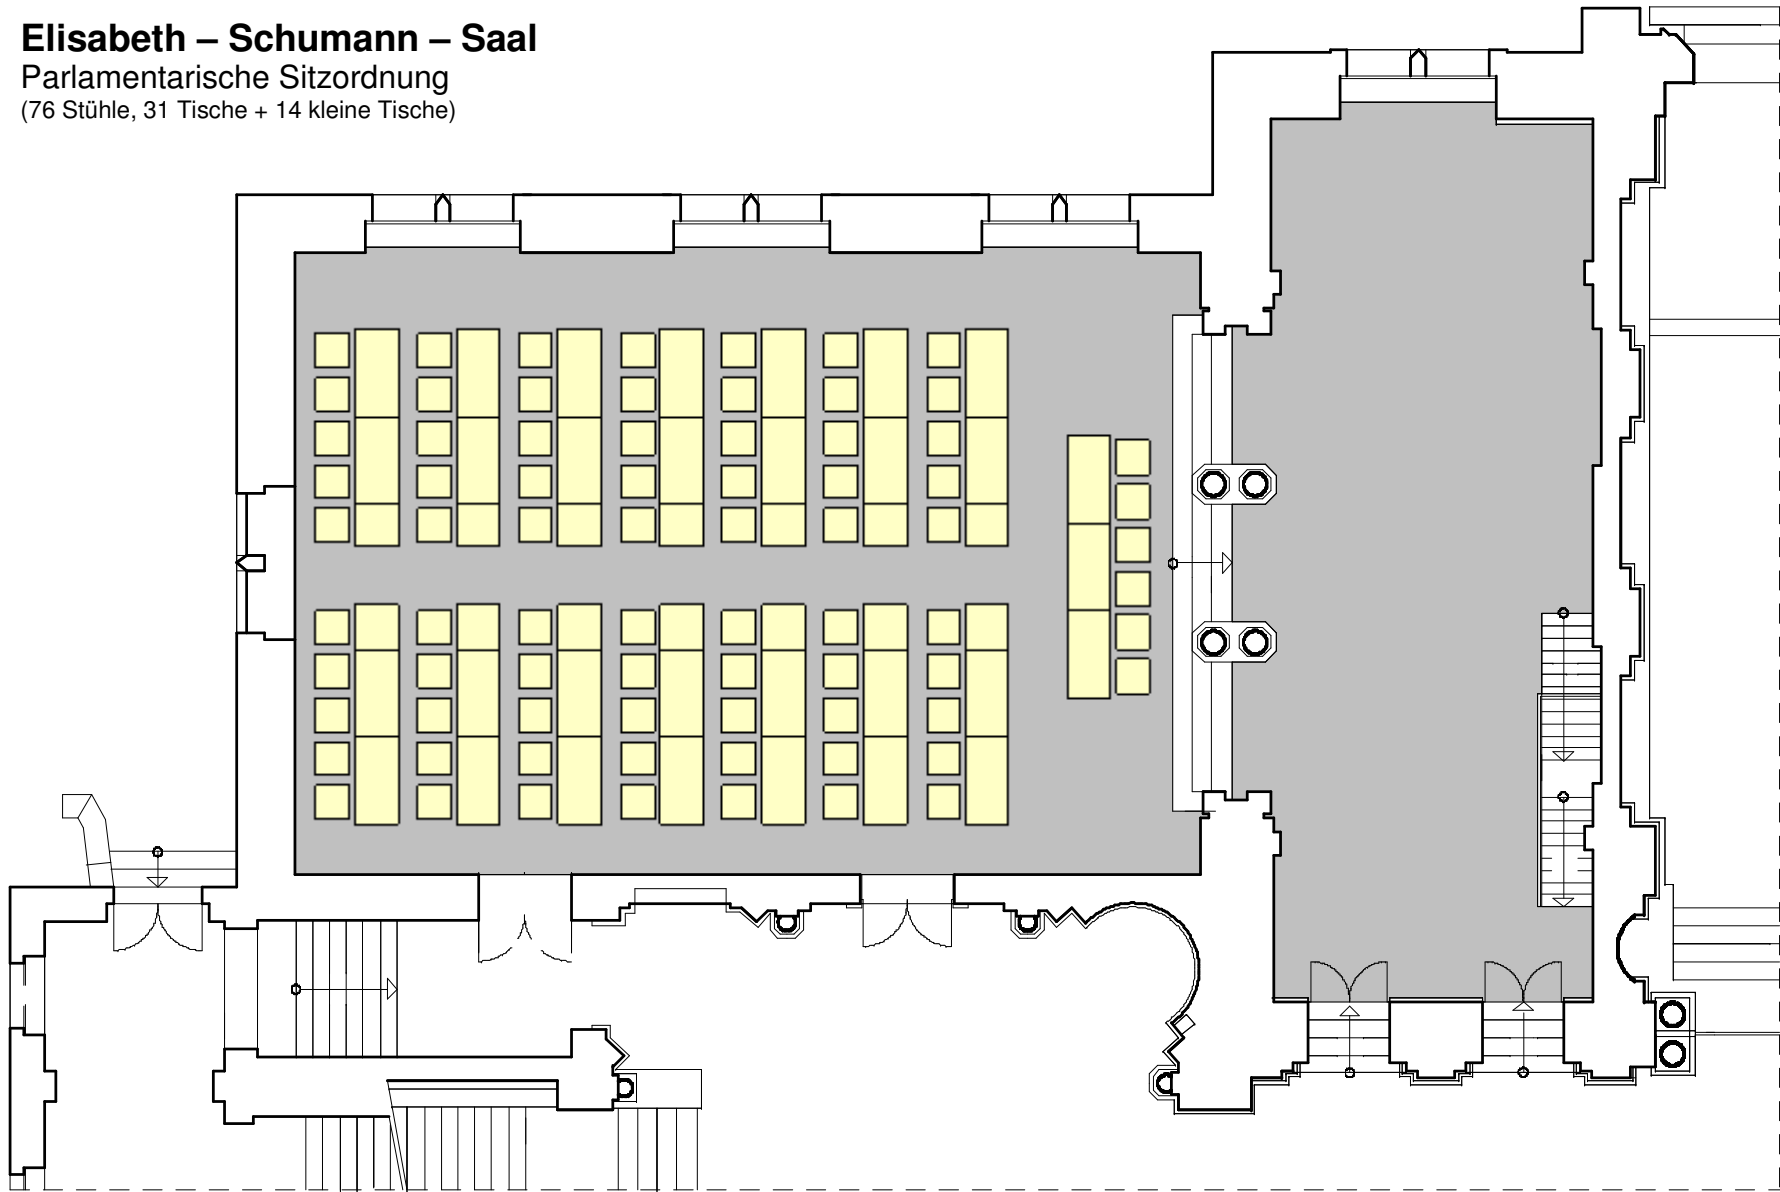 Elisabeth – Schumann – Saal
Parlamentarische Sitzordnung
(76 Stühle, 31 Tische + 14 kleine Tische)